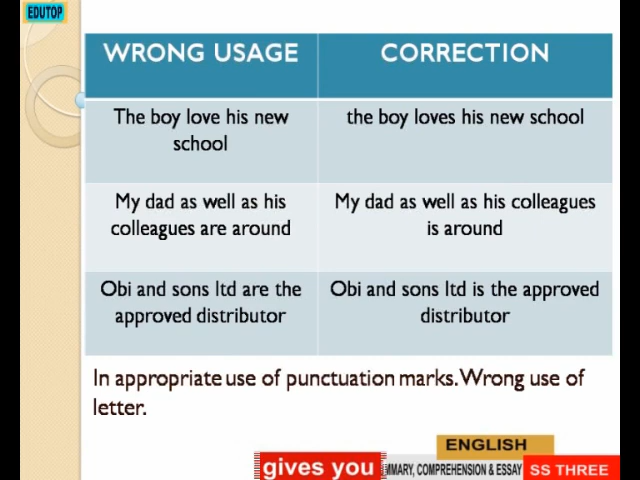 EDUTOP
WRONG USAGE
CORRECTION
The boy love his new
school
the boy loves his new school
My dad as well as his
colleagues are around
My dad as well as his colleagues
is around
Obi and sons ltd are the
approved distributor
Obi and sons ltd is the approved
distributor
In appropriate use of punctuation marks. Wrong use of
letter.
ENGLISH
gives you
MMARY, COMPREHENSION & ESSAY
SS THREE